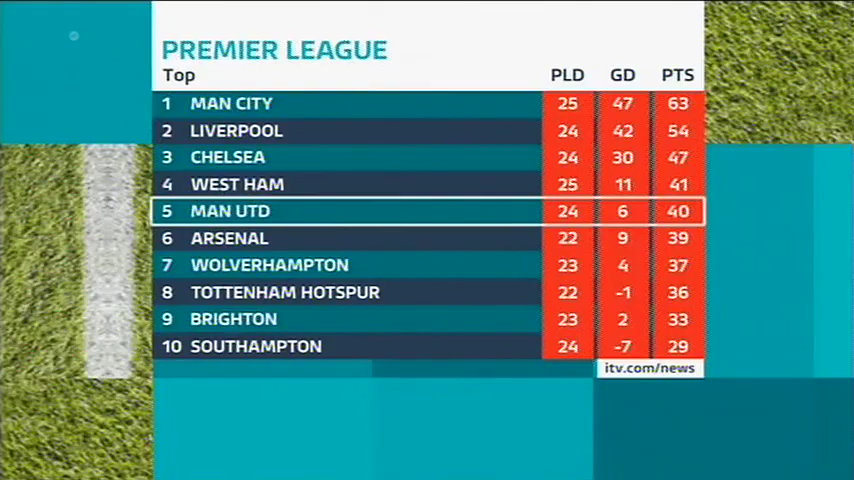 PREMIER LEAGUE
Top PLD GD PTS
1 MAN CITY 25 47 63
2 LIVERPOOL 24 42 54
3 CHELSEA 24 30 47
4 WEST HAM 25 11 41
5 MAN UTD 24 6 40
6 ARSENAL 22 9 39
7 WOLVERHAMPTON 23 4 37
8 TOTTENHAM HOTSPUR 22 -1 36
9 BRIGHTON 23 2 33
10 SOUTHAMPTON 24 -7 29
itv.com/news